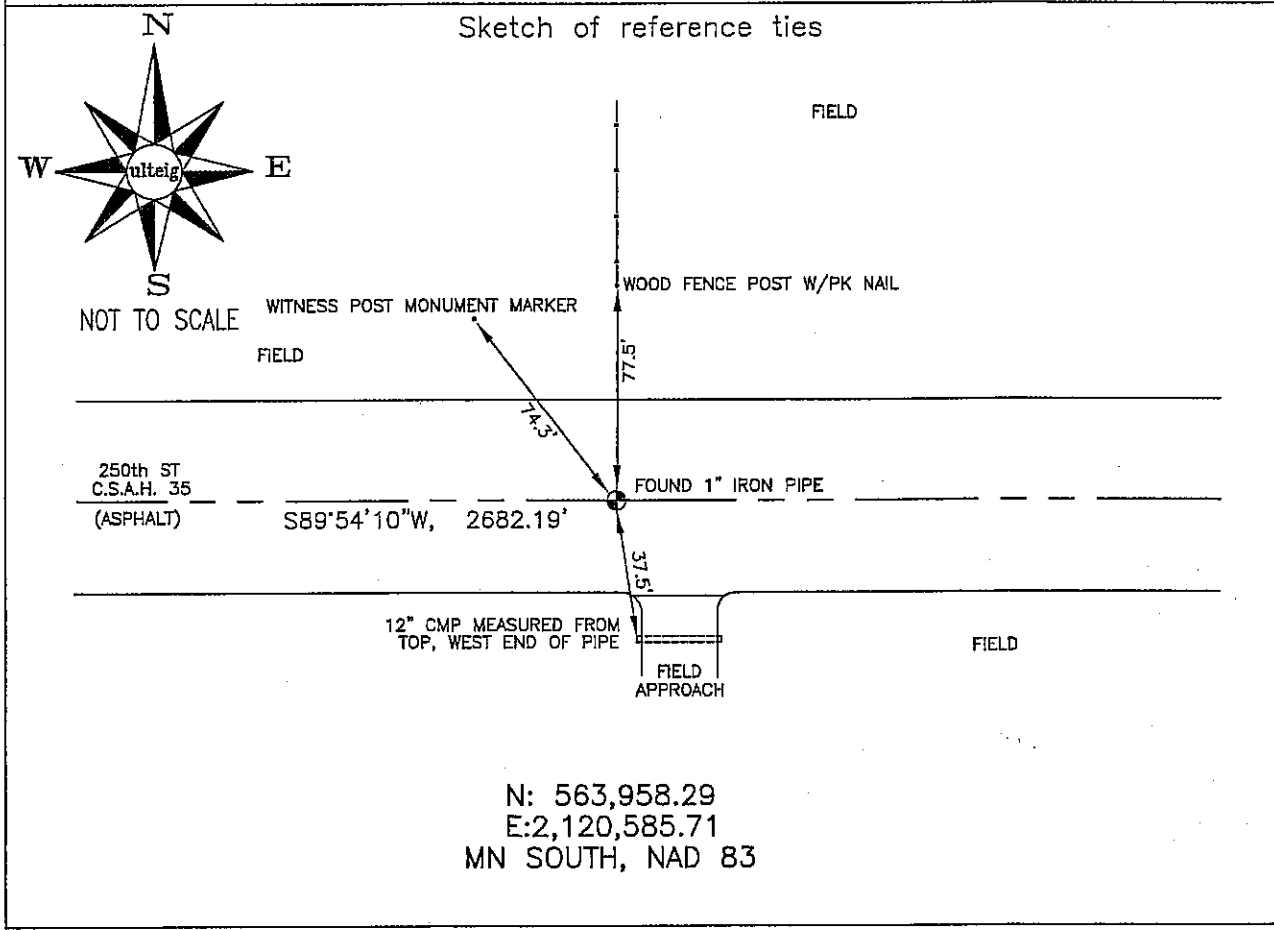 Sketch of reference ties
N
W
ulteig
E
S
NOT TO SCALE
FIELD
WOOD FENCE POST W/PK NAIL
WITNESS POST MONUMENT MARKER
FIELD
77.5'
74.3'
250th ST
C.S.A.H. 35
(ASPHALT)
FOUND 1" IRON PIPE
S89°54'10"W, 2682.19'
37.5'
12" CMP MEASURED FROM
TOP, WEST END OF PIPE
FIELD
APPROACH
FIELD
N: 563,958.29
E:2,120,585.71
MN SOUTH, NAD 83